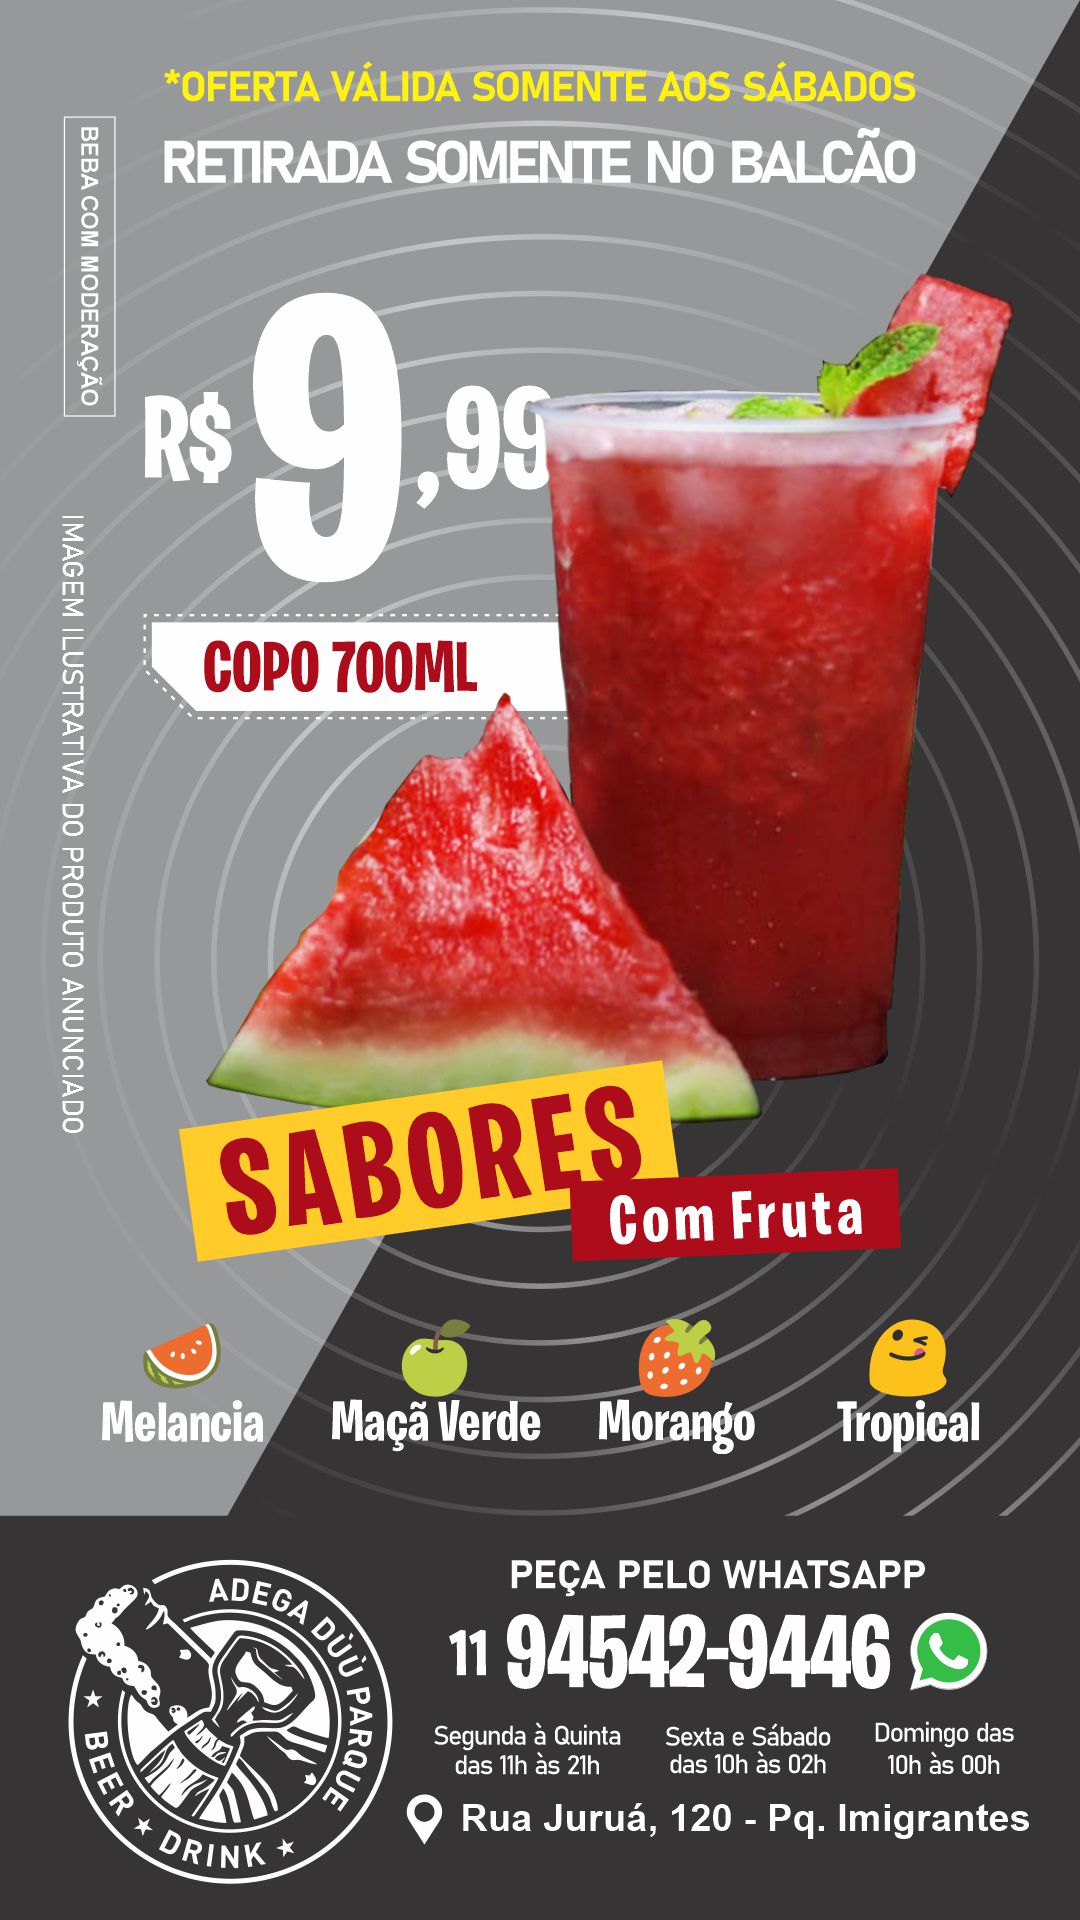 *OFERTA VÁLIDA SOMENTE AOS SÁBADOS
RETIRADA SOMENTE NO BALCÃO
BEBA COM MODERAÇÃO
R$ 9,99
IMAGEM ILUSTRATIVA DO PRODUTO ANUNCIADO
COPO 700ML
SABORES
Com Fruta
Melancia
Maçã Verde
Morango
Tropical
ADEGA DÙÙ PARQUE
BEER ★ DRINK
PEÇA PELO WHATSAPP
11 94542-9446
Segunda à Quinta
das 11h às 21h
Sexta e Sábado
das 10h às 02h
Domingo das
10h às 00h
Rua Juruá, 120 - Pq. Imigrantes